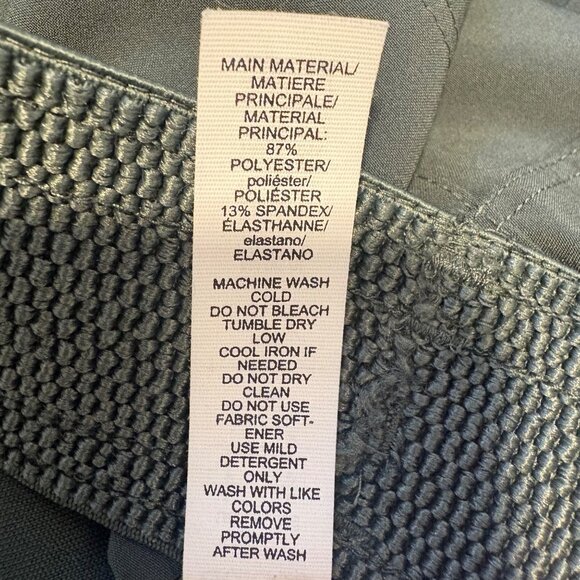 MAIN MATERIAL/
MATIERE
PRINCIPALE/
MATERIAL
PRINCIPAL:
87%
POLYESTER/
poliéster/
POLIÉSTER
13% SPANDEX/
ÉLASTHANNE/
elastano/
ELASTANO
MACHINE WASH
COLD
DO NOT BLEACH
TUMBLE DRY
LOW
COOL IRON IF
NEEDED
DO NOT DRY
CLEAN
DO NOT USE
FABRIC SOFT-
ENER
USE MILD
DETERGENT
ONLY
WASH WITH LIKE
COLORS
REMOVE
PROMPTLY
AFTER WASH